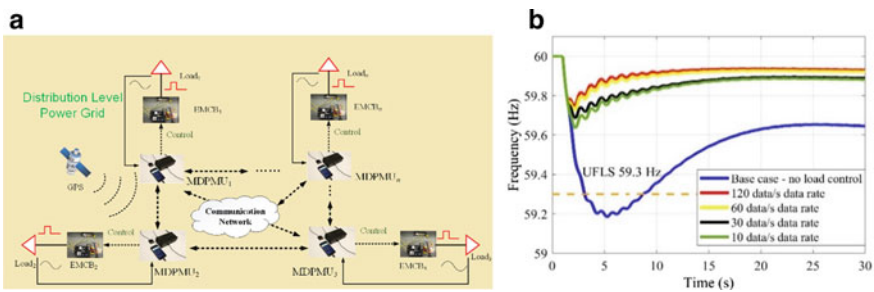 a
Distribution Level
Power Grid
GPS
Load₁
EMCB₁
Control
MDPMU₁
Loadₙ
EMCBₙ
Control
MDPMUₙ
Communication
Network
Load₂
EMCB₂
Control
MDPMU₂
MDPMU₃
Control
b
Frequency (Hz)
60
59.8
59.6
59.4
59.2
59
UFLS 59.3 Hz
Base case - no load control
120 data/s data rate
60 data/s data rate
30 data/s data rate
10 data/s data rate
0
5
10
15
20
25
30
Time (s)